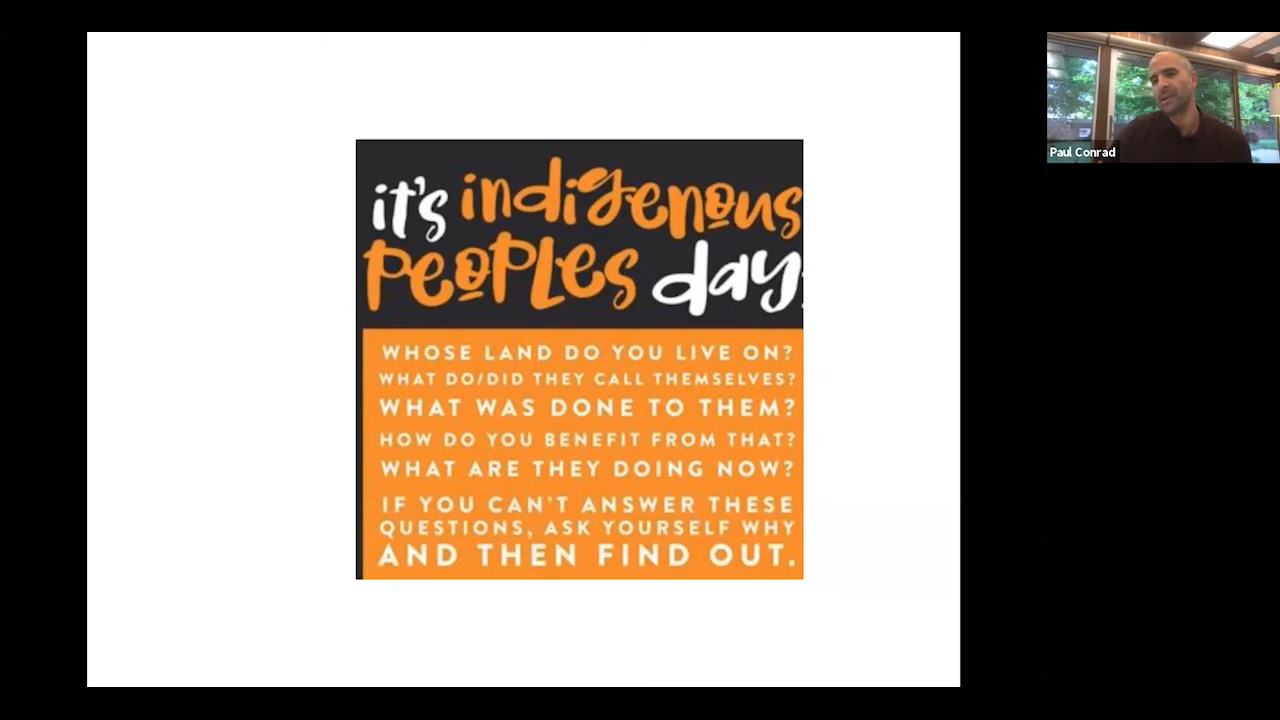 it's indigenous
PEOPLES day
WHOSE LAND DO YOU LIVE ON?
WHAT DO/DID THEY CALL THEMSELVES?
WHAT WAS DONE TO THEM?
HOW DO YOU BENEFIT FROM THAT?
WHAT ARE THEY DOING NOW?
IF YOU CAN'T ANSWER THESE
QUESTIONS, ASK YOURSELF WHY
AND THEN FIND OUT.
Paul Conrad